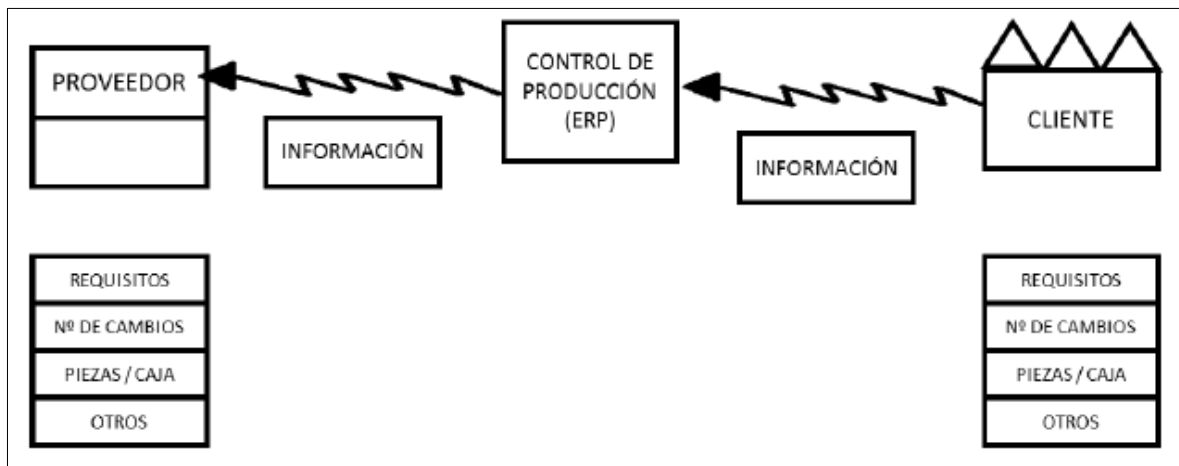 PROVEEDOR
INFORMACIÓN
CONTROL DE
PRODUCCIÓN
(ERP)
INFORMACIÓN
CLIENTE
REQUISITOS
Nº DE CAMBIOS
PIEZAS / CAJA
OTROS
REQUISITOS
Nº DE CAMBIOS
PIEZAS / CAJA
OTROS